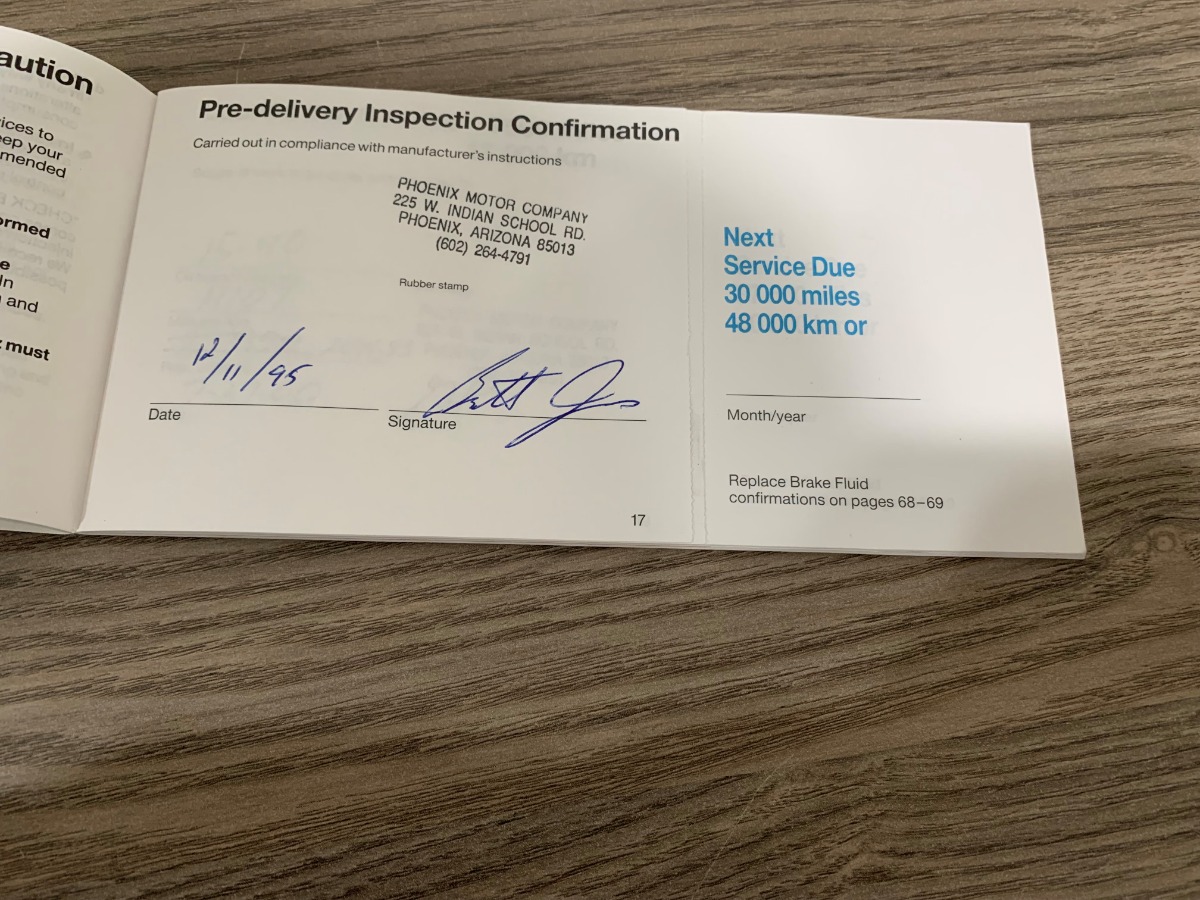 aution
ices to
eep your
mended
ormed
e
In
and
must
Pre-delivery Inspection Confirmation
Carried out in compliance with manufacturer's instructions
PHOENIX MOTOR COMPANY
225 W. INDIAN SCHOOL RD.
PHOENIX, ARIZONA 85013
(602) 264-4791
Rubber stamp
12/11/95
Date
Signature
17
Next
Service Due
30 000 miles
48 000 km or
Month/year
Replace Brake Fluid
confirmations on pages 68–69